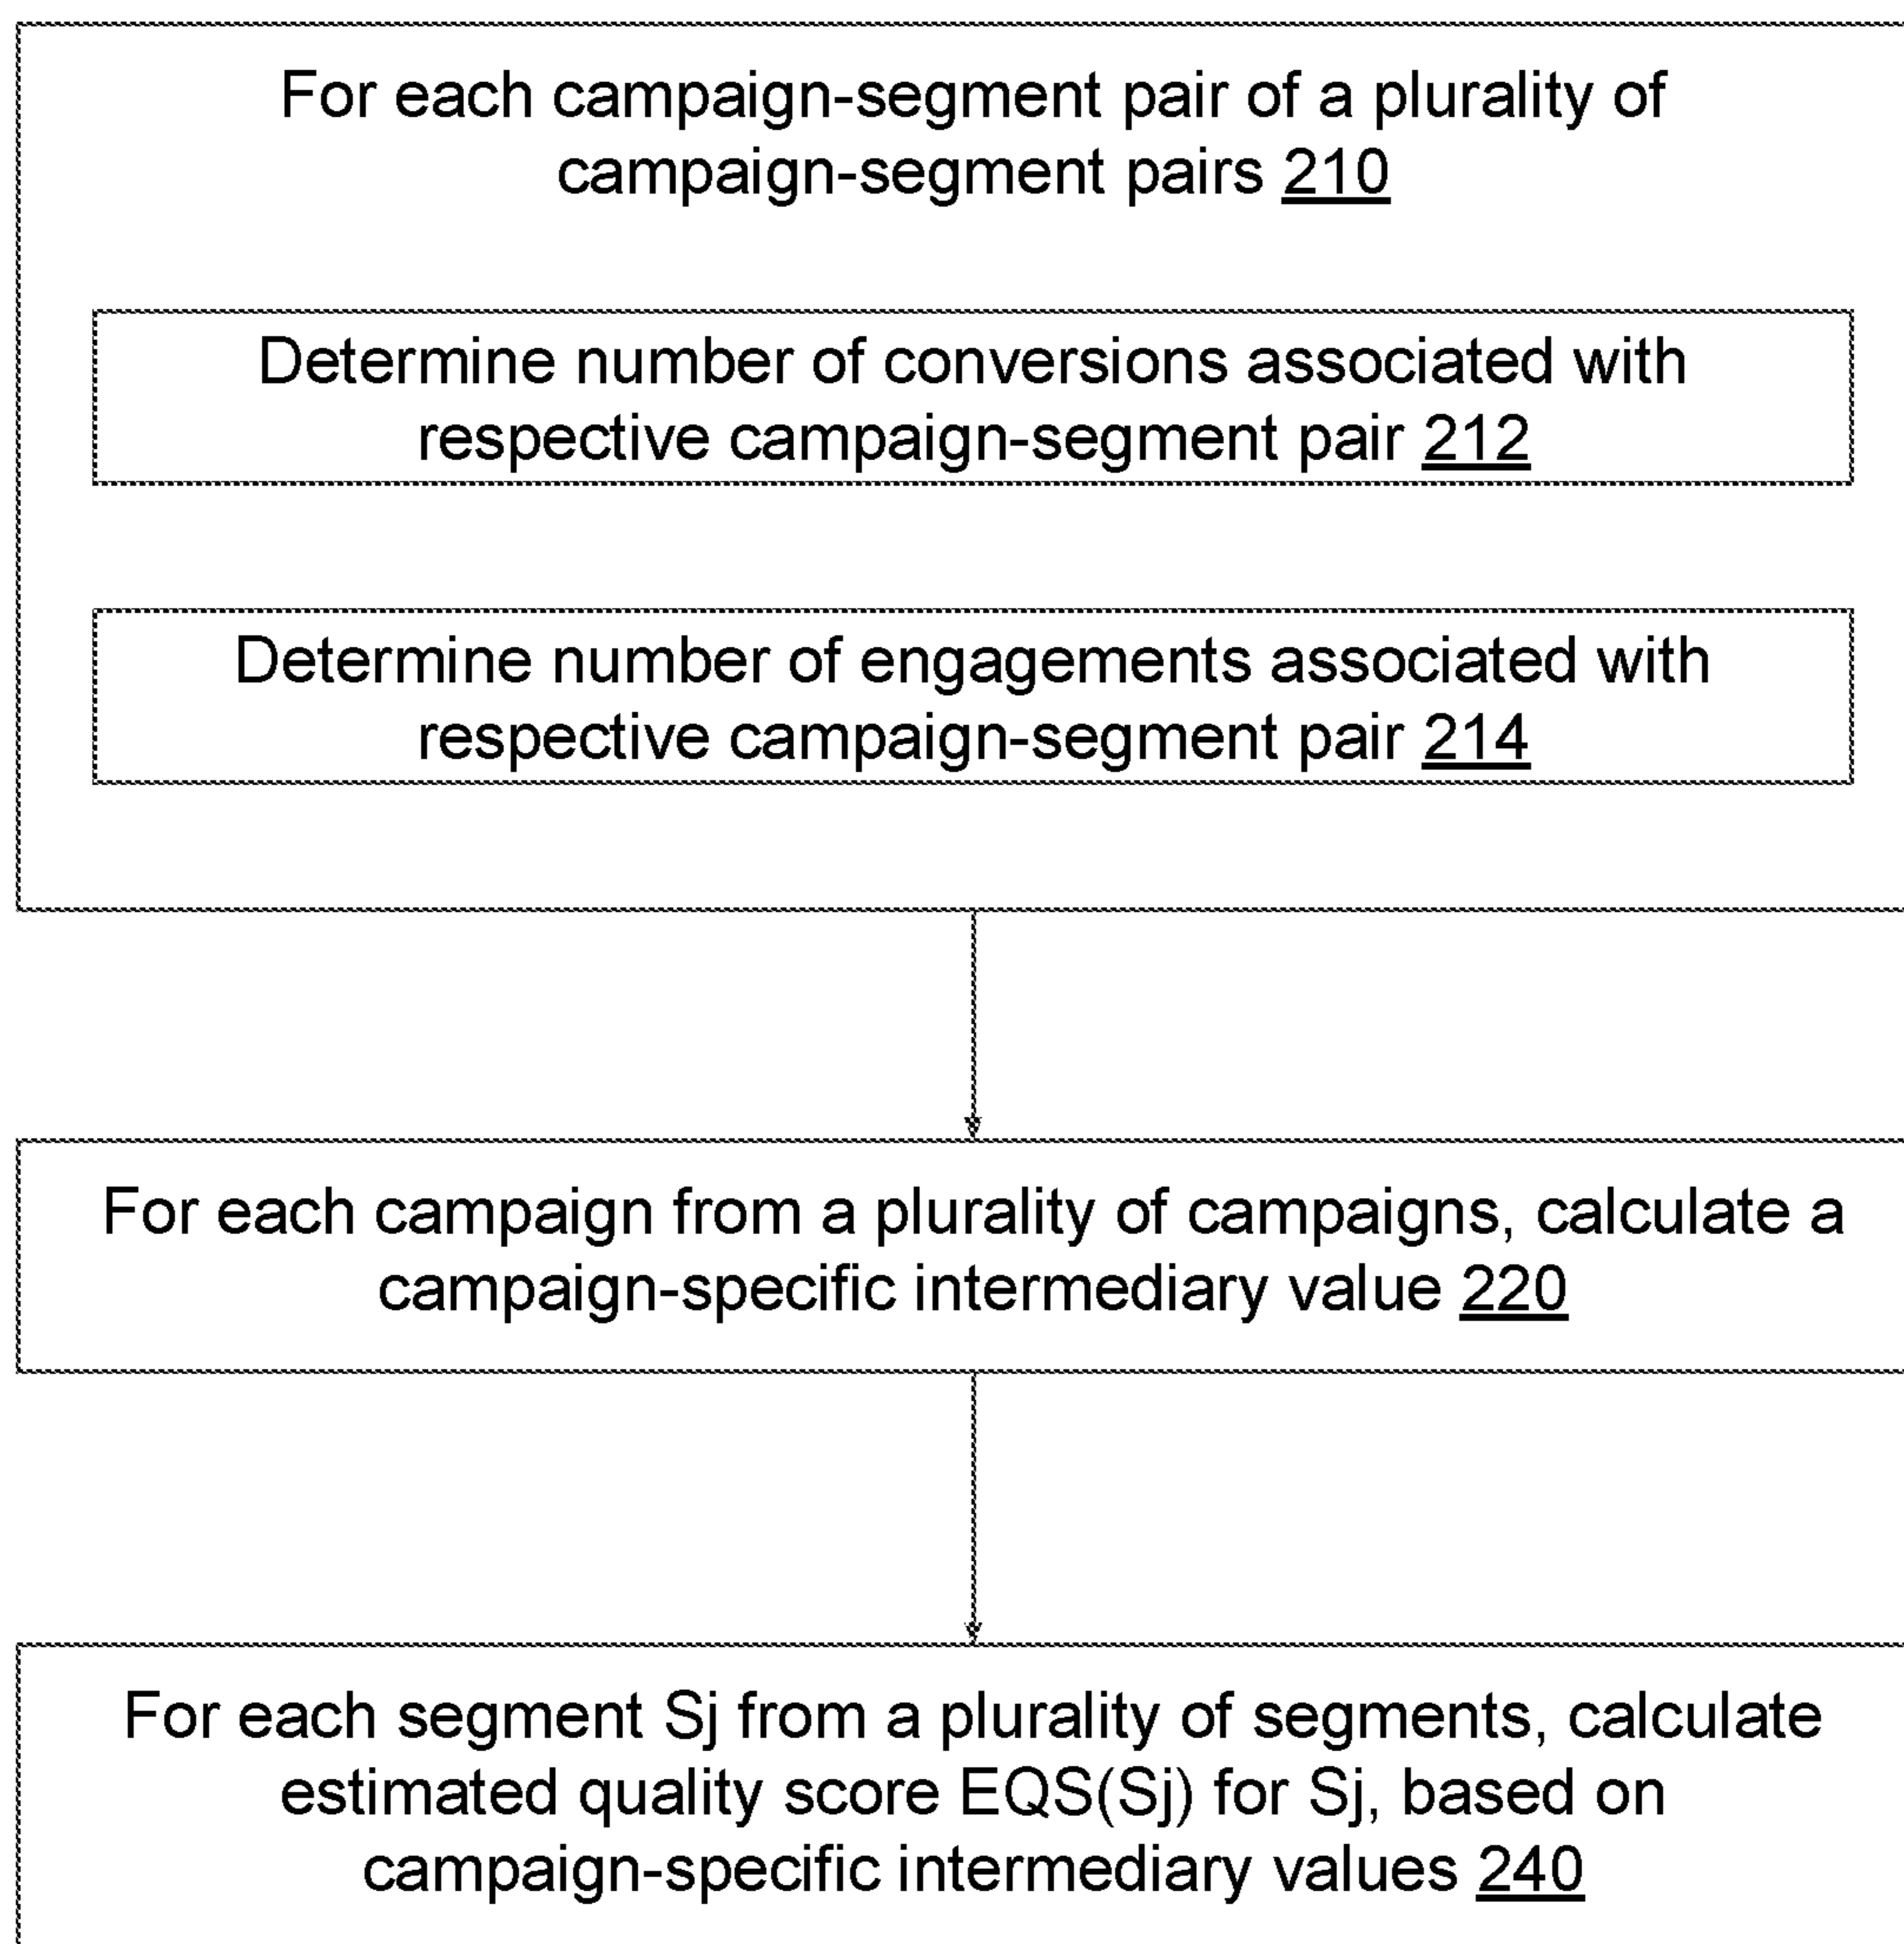 For each campaign-segment pair of a plurality of
campaign-segment pairs 210
Determine number of conversions associated with
respective campaign-segment pair 212
Determine number of engagements associated with
respective campaign-segment pair 214
For each campaign from a plurality of campaigns, calculate a
campaign-specific intermediary value 220
For each segment Sj from a plurality of segments, calculate
estimated quality score EQS(Sj) for Sj, based on
campaign-specific intermediary values 240